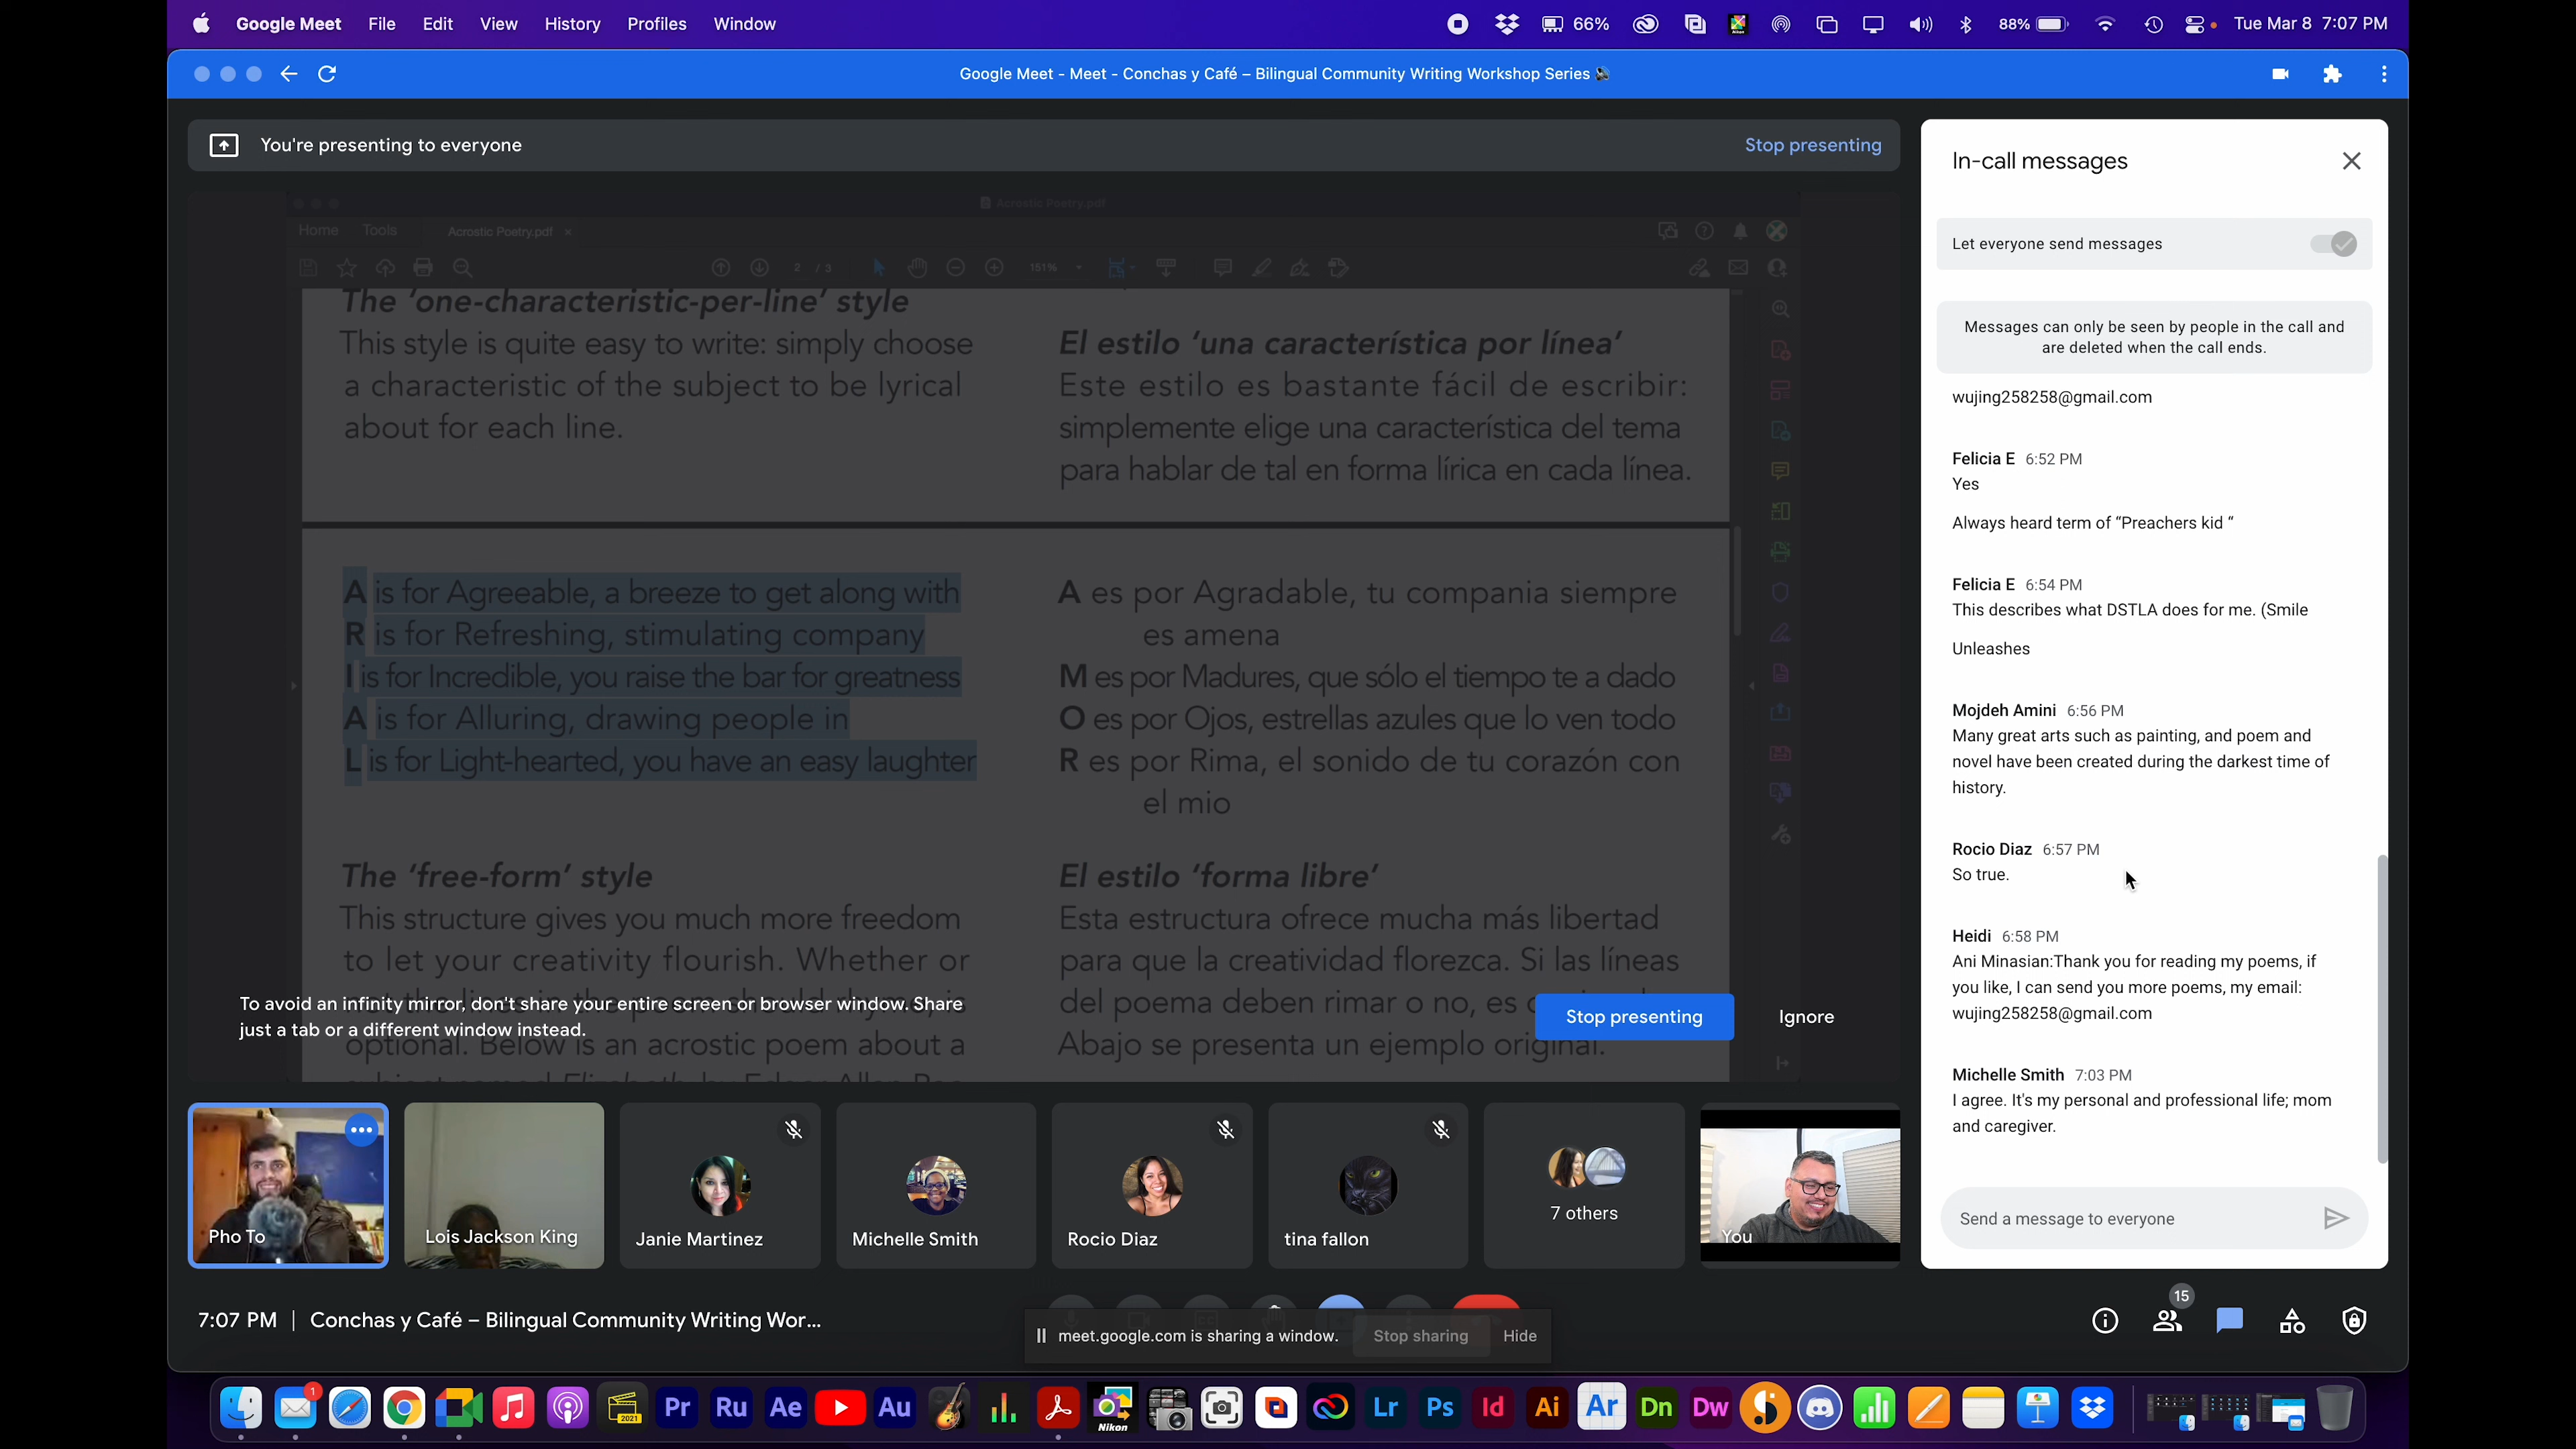 Google Meet File Edit View History Profiles Window
66% 88% Tue Mar 8 7:07 PM
Google Meet - Meet - Conchas y Café – Bilingual Community Writing Workshop Series
You're presenting to everyone
Stop presenting
Acrostic Poetry.pdf
Home Tools Acrostic Poetry.pdf
2 / 3 151%
The ‘one-characteristic-per-line’ style
This style is quite easy to write: simply choose
a characteristic of the subject to be lyrical
about for each line.
El estilo ‘una característica por línea’
Este estilo es bastante fácil de escribir:
simplemente elige una característica del tema
para hablar de tal en forma lírica en cada línea.
A is for Agreeable, a breeze to get along with
R is for Refreshing, stimulating company
I is for Incredible, you raise the bar for greatness
A is for Alluring, drawing people in
L is for Light-hearted, you have an easy laughter
A es por Agradable, tu compania siempre
es amena
M es por Madures, que sólo el tiempo te a dado
O es por Ojos, estrellas azules que lo ven todo
R es por Rima, el sonido de tu corazón con
el mio
The ‘free-form’ style
This structure gives you much more freedom
to let your creativity flourish. Whether or
optional. Below is an acrostic poem about a
El estilo ‘forma libre’
Esta estructura ofrece mucha más libertad
para que la creatividad florezca. Si las líneas
del poema deben rimar o no, es
Abajo se presenta un ejemplo original.
To avoid an infinity mirror, don't share your entire screen or browser window. Share
just a tab or a different window instead.
Stop presenting
Ignore
Pho To
Lois Jackson King
Janie Martinez
Michelle Smith
Rocio Diaz
tina fallon
7 others
You
In-call messages
Let everyone send messages
Messages can only be seen by people in the call and
are deleted when the call ends.
wujing258258@gmail.com
Felicia E 6:52 PM
Yes
Always heard term of “Preachers kid “
Felicia E 6:54 PM
This describes what DSTLA does for me. (Smile
Unleashes
Mojdeh Amini 6:56 PM
Many great arts such as painting, and poem and
novel have been created during the darkest time of
history.
Rocio Diaz 6:57 PM
So true.
Heidi 6:58 PM
Ani Minasian:Thank you for reading my poems, if
you like, I can send you more poems, my email:
wujing258258@gmail.com
Michelle Smith 7:03 PM
I agree. It's my personal and professional life; mom
and caregiver.
Send a message to everyone
7:07 PM | Conchas y Café – Bilingual Community Writing Wor...
15
meet.google.com is sharing a window. Stop sharing Hide
1 2021 Pr Ru Ae Au Nikon Lr Ps Id Ai Ar Dn Dw